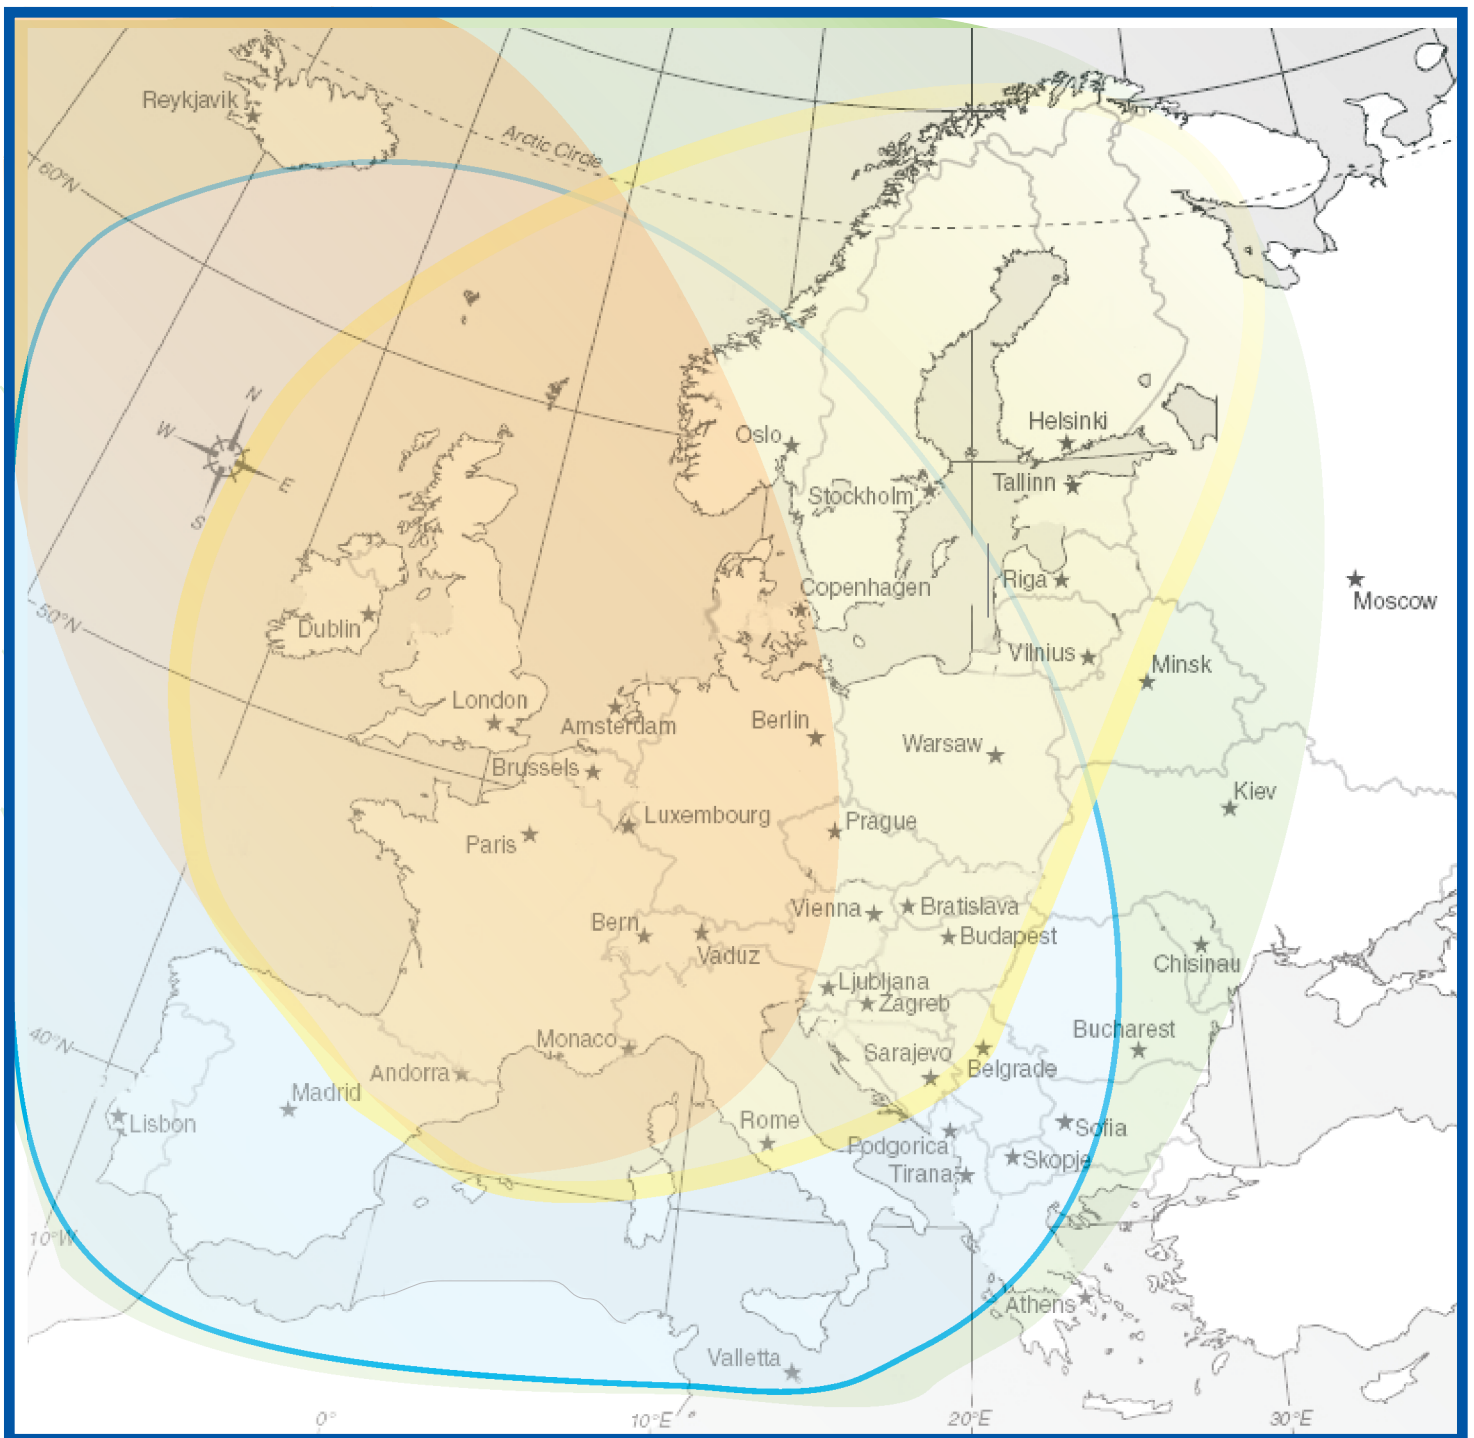 Reykjavik
Arctic Circle
60°N
N
W
E
S
Oslo
Helsinki
Stockholm
Tallinn
Copenhagen
Riga
Moscow
50°N
Dublin
Vilnius
Minsk
London
Amsterdam
Berlin
Warsaw
Brussels
Kiev
Luxembourg
Prague
Paris
Vienna
Bratislava
Bern
Budapest
Vaduz
Chisinau
Ljubljana
Zagreb
40°N
Monaco
Bucharest
Sarajevo
Belgrade
Andorra
Madrid
Lisbon
Rome
Sofia
Podgorica
Skopje
Tirana
10°W
Athens
Valletta
0°
10°E
20°E
30°E